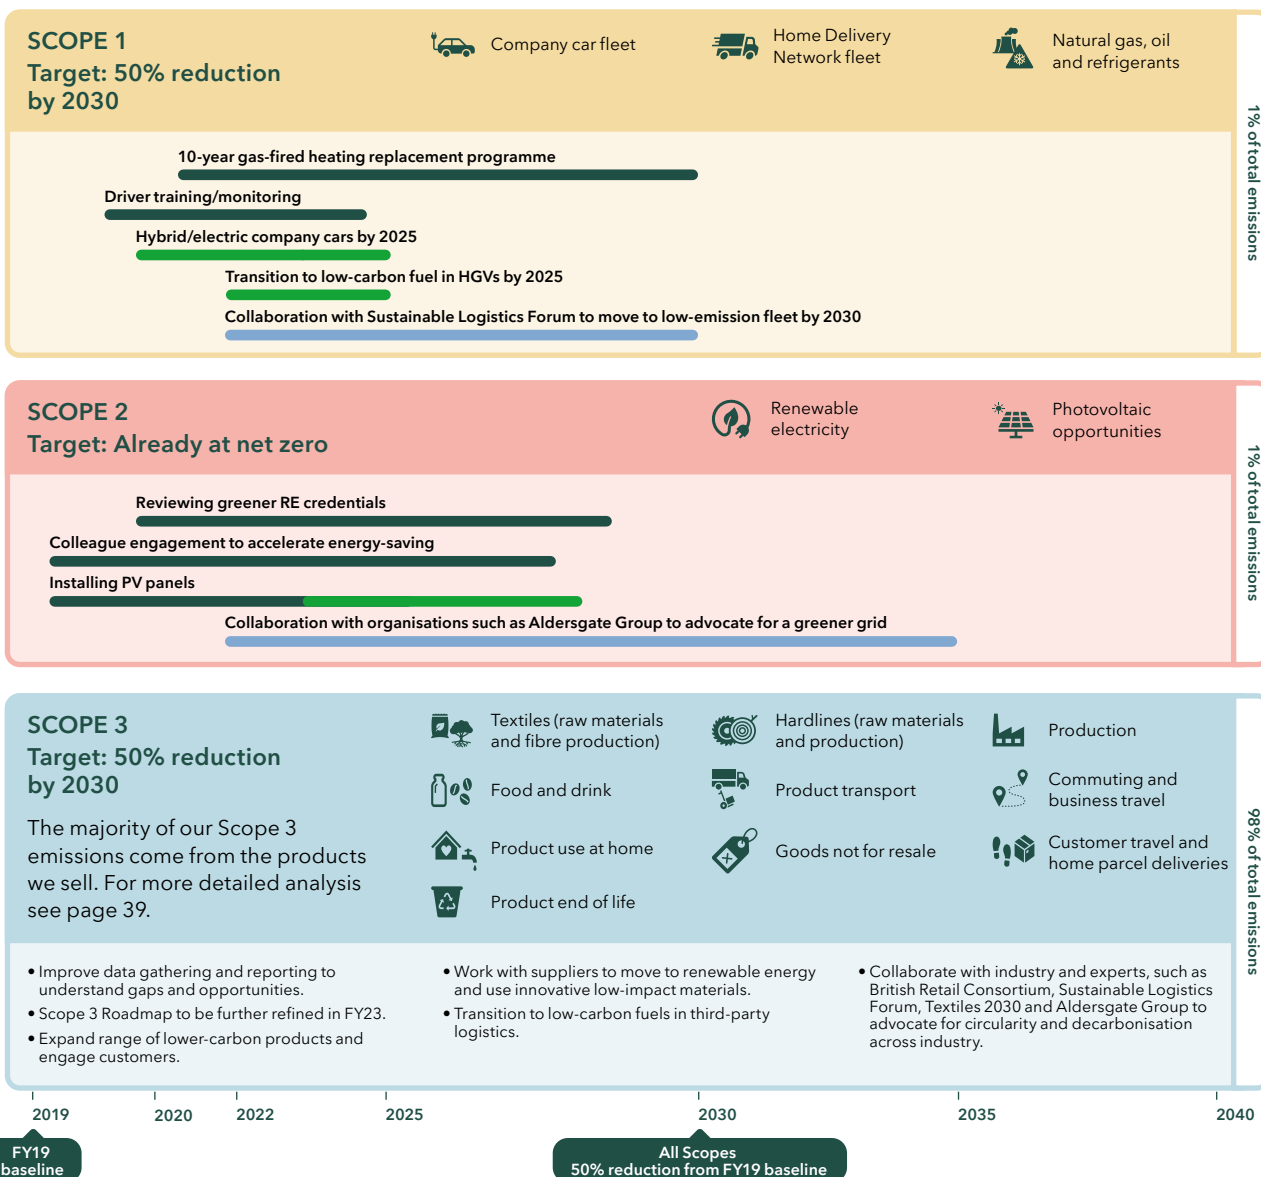 SCOPE 1
Target: 50% reduction
by 2030
Company car fleet
Home Delivery
Network fleet
Natural gas, oil
and refrigerants
1% of total emissions
10-year gas-fired heating replacement programme
Driver training/monitoring
Hybrid/electric company cars by 2025
Transition to low-carbon fuel in HGVs by 2025
Collaboration with Sustainable Logistics Forum to move to low-emission fleet by 2030
SCOPE 2
Target: Already at net zero
Renewable
electricity
Photovoltaic
opportunities
1% of total emissions
Reviewing greener RE credentials
Colleague engagement to accelerate energy-saving
Installing PV panels
Collaboration with organisations such as Aldersgate Group to advocate for a greener grid
SCOPE 3
Target: 50% reduction
by 2030
The majority of our Scope 3
emissions come from the products
we sell. For more detailed analysis
see page 39.
Textiles (raw materials
and fibre production)
Hardlines (raw materials
and production)
Production
Food and drink
Product transport
Commuting and
business travel
Product use at home
Goods not for resale
Customer travel and
home parcel deliveries
Product end of life
98% of total emissions
• Improve data gathering and reporting to
understand gaps and opportunities.
• Scope 3 Roadmap to be further refined in FY23.
• Expand range of lower-carbon products and
engage customers.
• Work with suppliers to move to renewable energy
and use innovative low-impact materials.
• Transition to low-carbon fuels in third-party
logistics.
• Collaborate with industry and experts, such as
British Retail Consortium, Sustainable Logistics
Forum, Textiles 2030 and Aldersgate Group to
advocate for circularity and decarbonisation
across industry.
2019
2020
2022
2025
2030
2035
2040
FY19
baseline
All Scopes
50% reduction from FY19 baseline